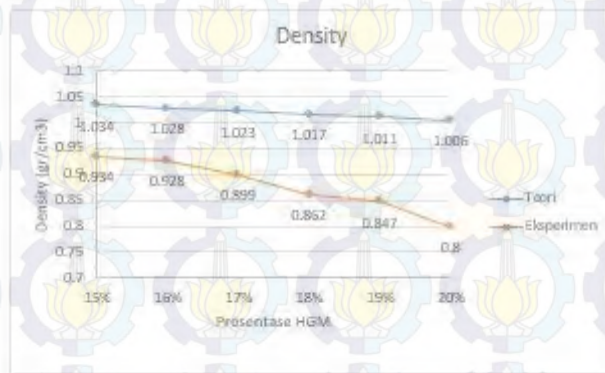 Density
Density (gr/cm3)
1.1
1.05
1
0.95
0.9
0.85
0.8
0.75
0.7
1.034 1.028 1.023 1.017 1.011 1.006
0.934 0.928 0.899 0.862 0.847 0.8
Teori
Eksperimen
15% 16% 17% 18% 19% 20%
Prosentase HGM